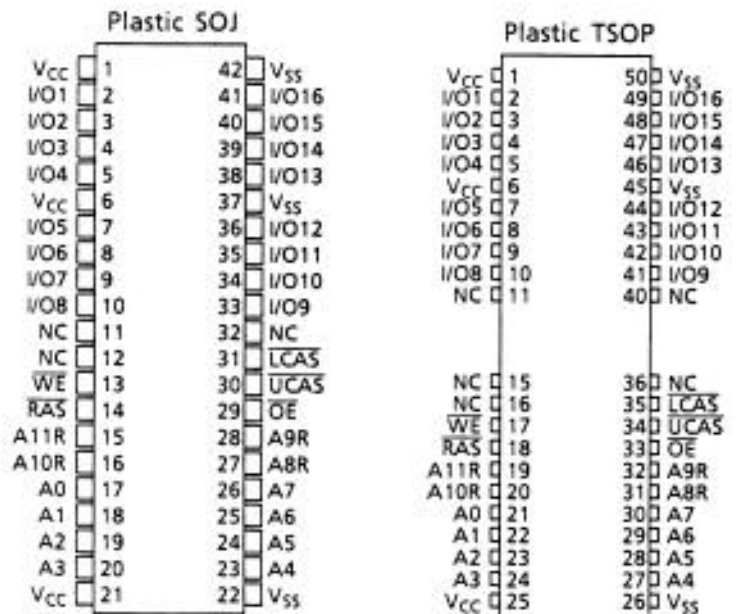 Plastic SOJ
VCC 1 42 VSS
I/O1 2 41 I/O16
I/O2 3 40 I/O15
I/O3 4 39 I/O14
I/O4 5 38 I/O13
VCC 6 37 VSS
I/O5 7 36 I/O12
I/O6 8 35 I/O11
I/O7 9 34 I/O10
I/O8 10 33 I/O9
NC 11 32 NC
NC 12 31 LCAS
WE 13 30 UCAS
RAS 14 29 OE
A11R 15 28 A9R
A10R 16 27 A8R
A0 17 26 A7
A1 18 25 A6
A2 19 24 A5
A3 20 23 A4
VCC 21 22 VSS
Plastic TSOP
VCC 1 50 VSS
I/O1 2 49 I/O16
I/O2 3 48 I/O15
I/O3 4 47 I/O14
I/O4 5 46 I/O13
VCC 6 45 VSS
I/O5 7 44 I/O12
I/O6 8 43 I/O11
I/O7 9 42 I/O10
I/O8 10 41 I/O9
NC 11 40 NC
NC 15 36 NC
NC 16 35 LCAS
WE 17 34 UCAS
RAS 18 33 OE
A11R 19 32 A9R
A10R 20 31 A8R
A0 21 30 A7
A1 22 29 A6
A2 23 28 A5
A3 24 27 A4
VCC 25 26 VSS